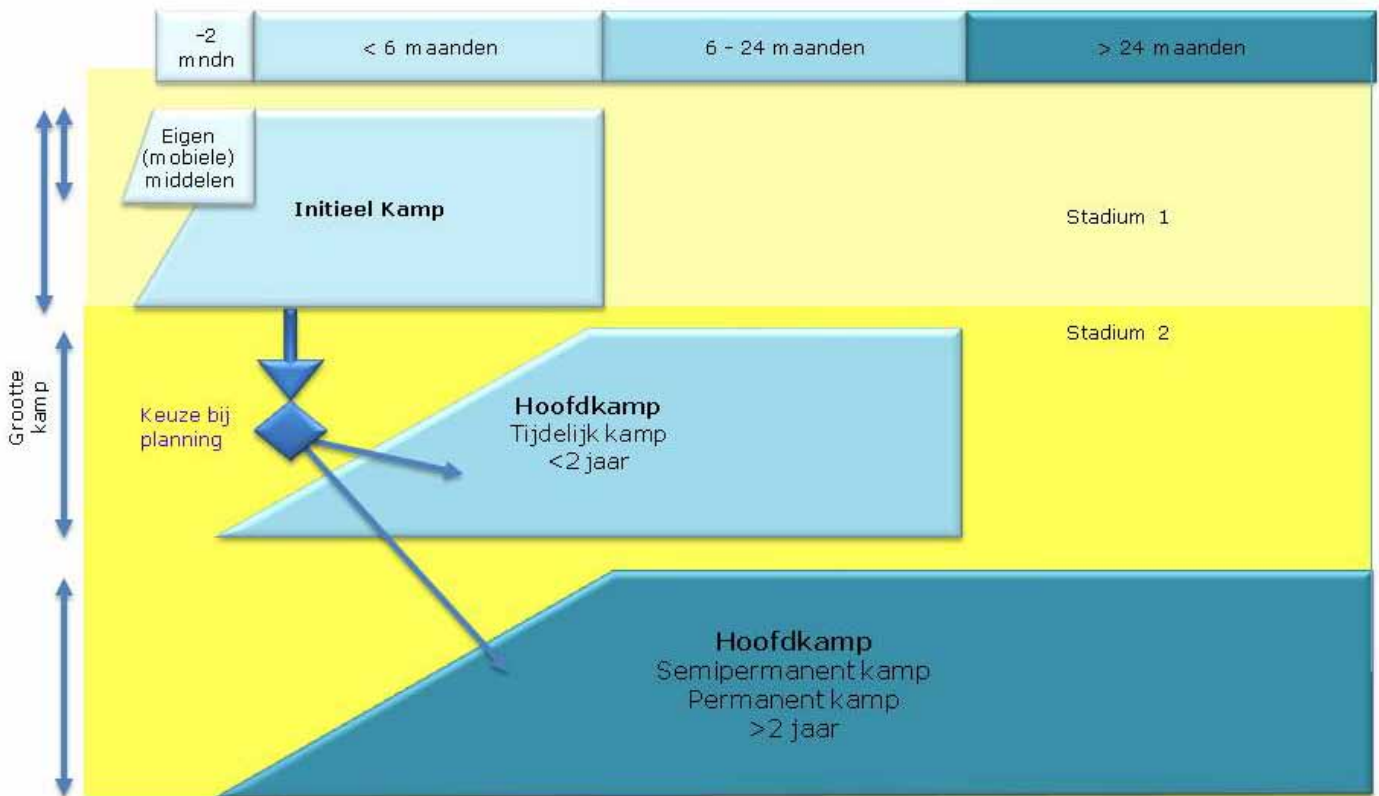 -2
mndn
< 6 maanden
6 - 24 maanden
> 24 maanden
Eigen
(mobiele)
middelen
Initieel Kamp
Stadium 1
Stadium 2
Grootte
kamp
Keuze bij
planning
Hoofdkamp
Tijdelijk kamp
<2 jaar
Hoofdkamp
Semipermanent kamp
Permanent kamp
>2 jaar